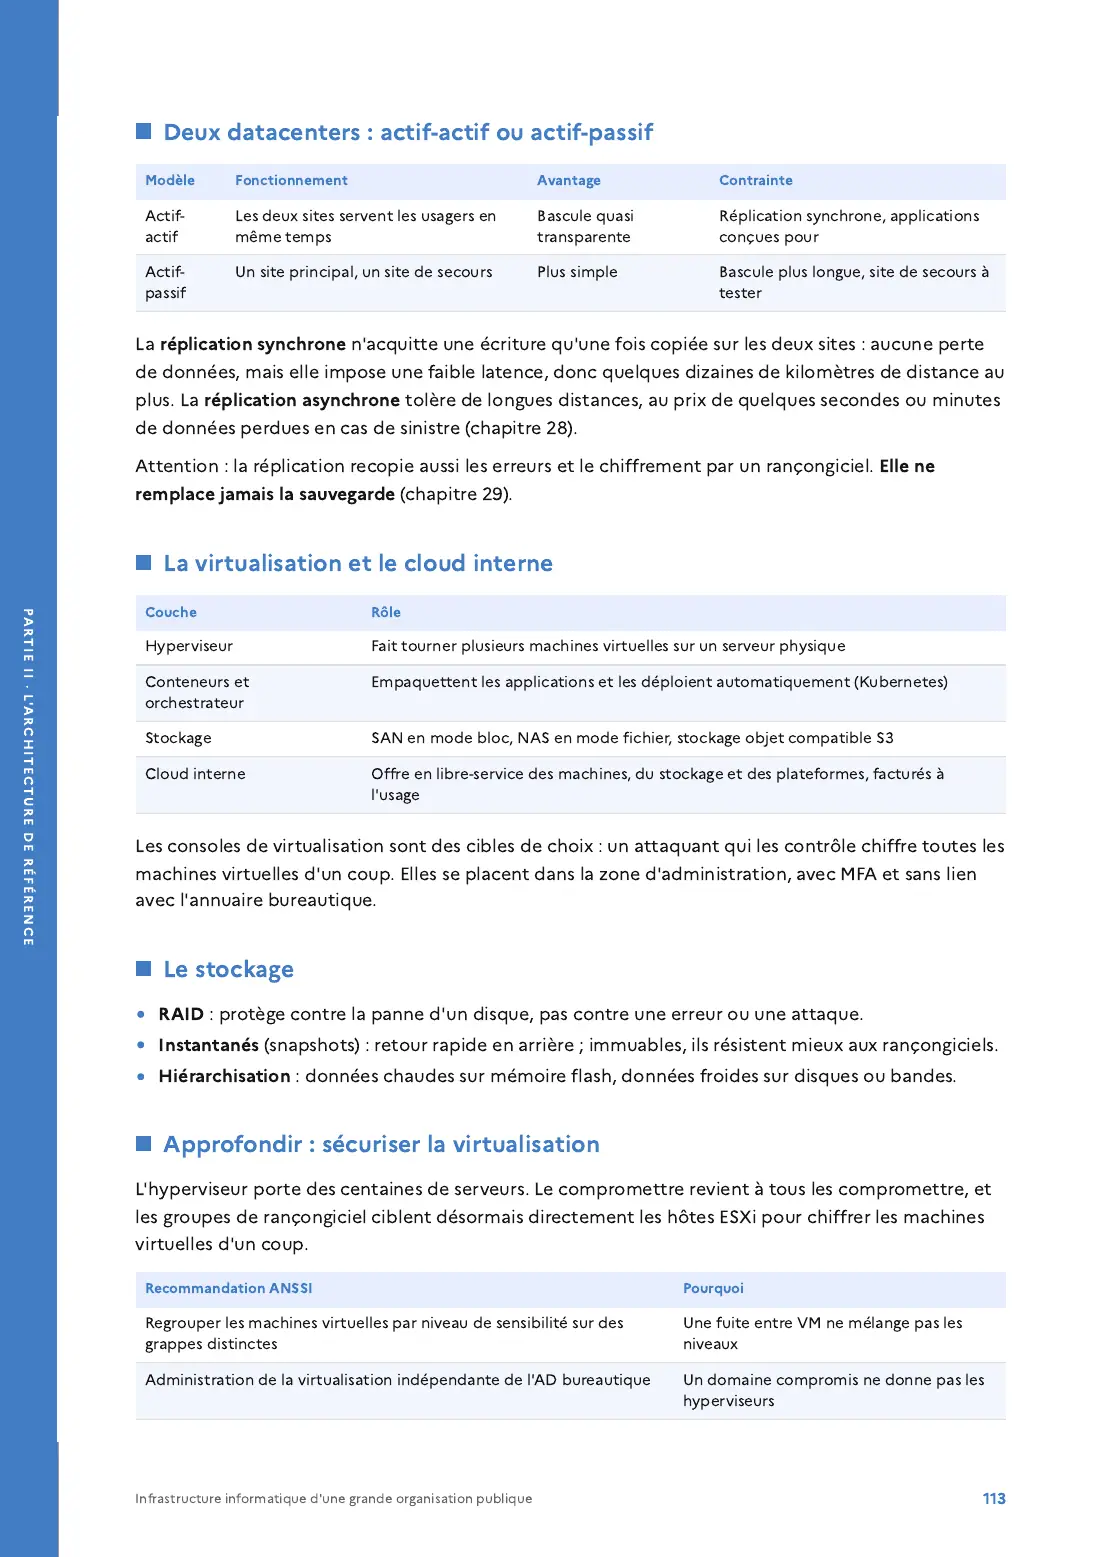 Deux datacenters : actif-actif ou actif-passif
Modèle Fonctionnement Avantage Contrainte
Actif- Les deux sites servent les usagers en Bascule quasi Réplication synchrone, applications
actif même temps transparente conçues pour
Actif- Un site principal, un site de secours Plus simple Bascule plus longue, site de secours à
passif tester
La réplication synchrone n'acquitte une écriture qu'une fois copiée sur les deux sites : aucune perte
de données, mais elle impose une faible latence, donc quelques dizaines de kilomètres de distance au
plus. La réplication asynchrone tolère de longues distances, au prix de quelques secondes ou minutes
de données perdues en cas de sinistre (chapitre 28).
Attention : la réplication recopie aussi les erreurs et le chiffrement par un rançongiciel. Elle ne
remplace jamais la sauvegarde (chapitre 29).
La virtualisation et le cloud interne
Couche Rôle
Hyperviseur Fait tourner plusieurs machines virtuelles sur un serveur physique
Conteneurs et Empaquettent les applications et les déploient automatiquement (Kubernetes)
orchestrateur
Stockage SAN en mode bloc, NAS en mode fichier, stockage objet compatible S3
Cloud interne Offre en libre-service des machines, du stockage et des plateformes, facturés à
l'usage
Les consoles de virtualisation sont des cibles de choix : un attaquant qui les contrôle chiffre toutes les
machines virtuelles d'un coup. Elles se placent dans la zone d'administration, avec MFA et sans lien
avec l'annuaire bureautique.
Le stockage
• RAID : protège contre la panne d'un disque, pas contre une erreur ou une attaque.
• Instantanés (snapshots) : retour rapide en arrière ; immuables, ils résistent mieux aux rançongiciels.
• Hiérarchisation : données chaudes sur mémoire flash, données froides sur disques ou bandes.
Approfondir : sécuriser la virtualisation
L'hyperviseur porte des centaines de serveurs. Le compromettre revient à tous les compromettre, et
les groupes de rançongiciel ciblent désormais directement les hôtes ESXi pour chiffrer les machines
virtuelles d'un coup.
Recommandation ANSSI Pourquoi
Regrouper les machines virtuelles par niveau de sensibilité sur des Une fuite entre VM ne mélange pas les
grappes distinctes niveaux
Administration de la virtualisation indépendante de l'AD bureautique Un domaine compromis ne donne pas les
hyperviseurs
Infrastructure informatique d'une grande organisation publique 113
PARTIE II · L'ARCHITECTURE DE RÉFÉRENCE